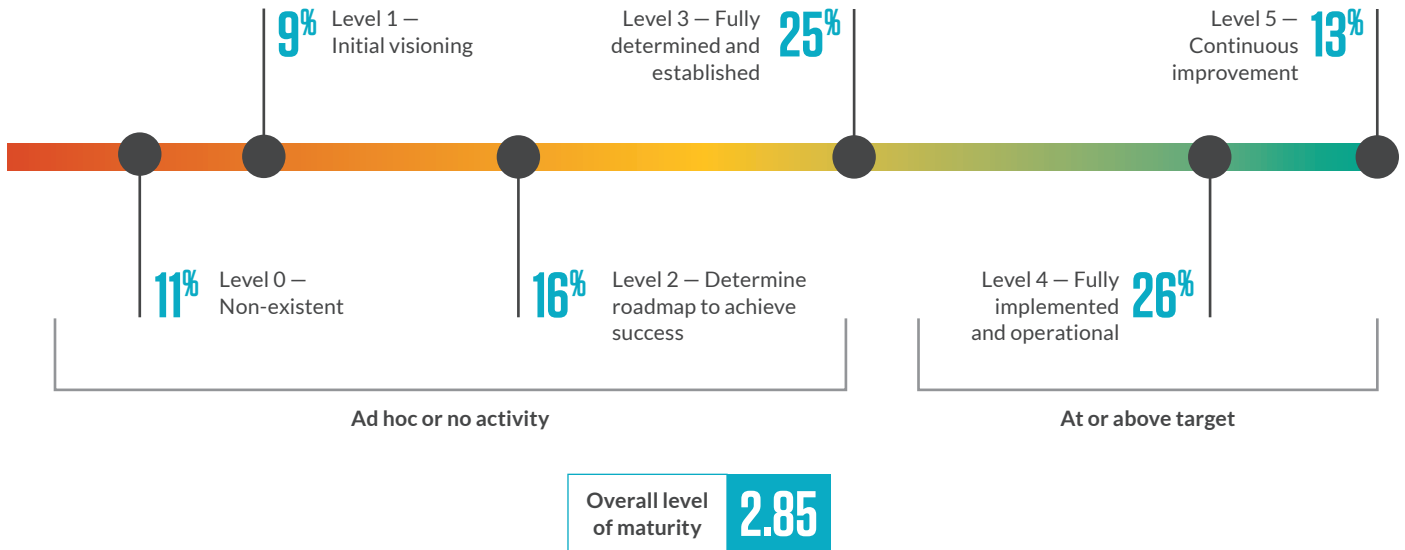 9%
Level 1 —
Initial visioning
Level 3 — Fully
determined and
established
25%
Level 5 —
Continuous
improvement
13%
11%
Level 0 —
Non-existent
16%
Level 2 — Determine
roadmap to achieve
success
Level 4 — Fully
implemented
and operational
26%
Ad hoc or no activity
At or above target
Overall level
of maturity
2.85